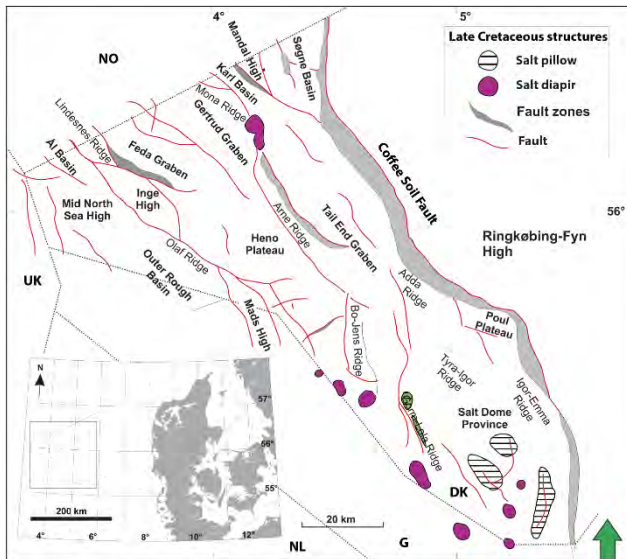 4°
5°
6°
56°
NO
UK
NL
G
DK
Late Cretaceous structures
Salt pillow
Salt diapir
Fault zones
Fault
Mandal High
Søgne Basin
Karl Basin
Mona Ridge
Gertrud Graben
Lindesnes Ridge
Al Basin
Feda Graben
Coffee Soil Fault
Mid North
Sea High
Inge
High
Arne Ridge
Tail End Graben
Heno
Plateau
Ringkøbing-Fyn
High
Olaf Ridge
Outer Rough
Basin
Mads High
Adda
Ridge
Poul
Plateau
Bo-Jens Ridge
Tyra-Igor
Ridge
Igor-Emma
Ridge
Salt Dome
Province
Lola Ridge
N
57°
56°
55°
200 km
4°
6°
8°
10°
12°
20 km